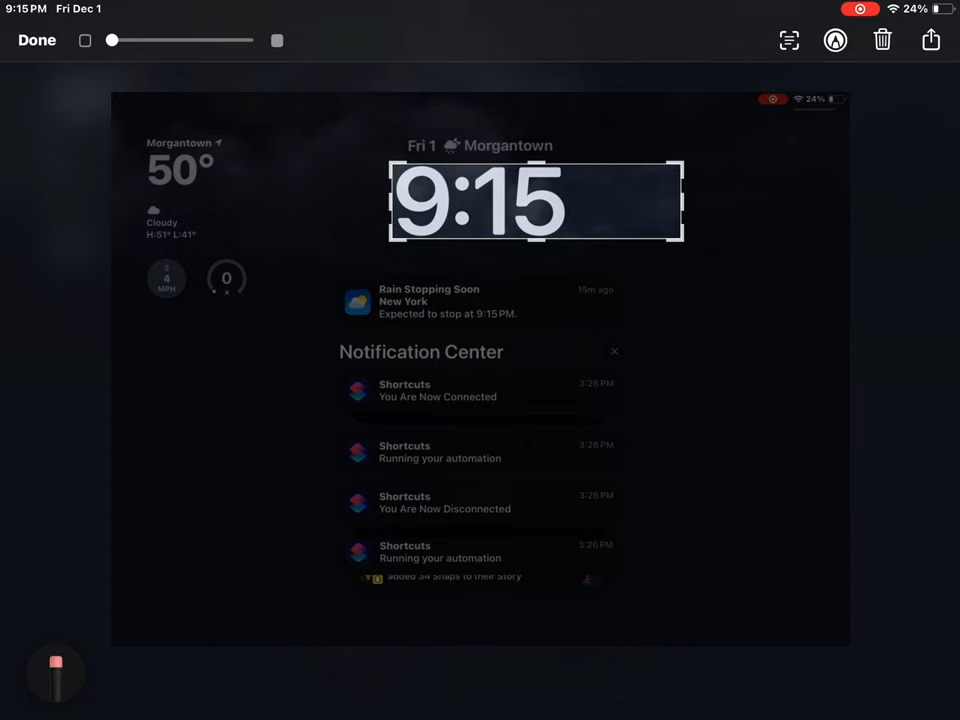 9:15 PM Fri Dec 1
24%
Done
24%
Morgantown
50°
Cloudy
H:51° L:41°
4
MPH
0
Fri 1 Morgantown
9:15
Rain Stopping Soon
15m ago
New York
Expected to stop at 9:15 PM.
Notification Center
Shortcuts
3:26 PM
You Are Now Connected
Shortcuts
3:26 PM
Running your automation
Shortcuts
3:26 PM
You Are Now Disconnected
Shortcuts
3:26 PM
Running your automation
added 34 Snaps to their Story